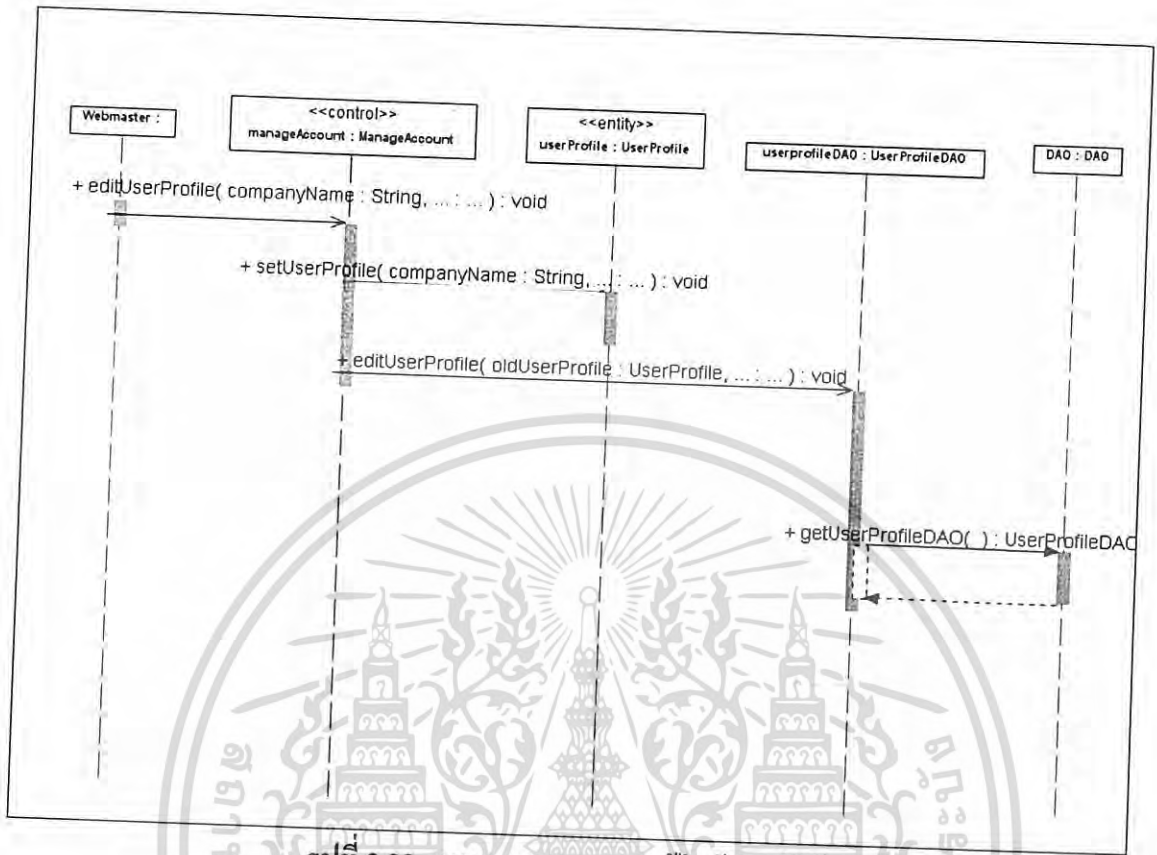 Webmaster :
<<control>>
manageAccount : ManageAccount
<<entity>>
userProfile : UserProfile
userprofileDAO : UserProfileDAO
DAO : DAO
+ editUserProfile( companyName : String, ... : ... ) : void
+ setUserProfile( companyName : String, ... : ... ) : void
+ editUserProfile( oldUserProfile : UserProfile, ... : ... ) : void
+ getUserProfileDAO( ) : UserProfileDAO